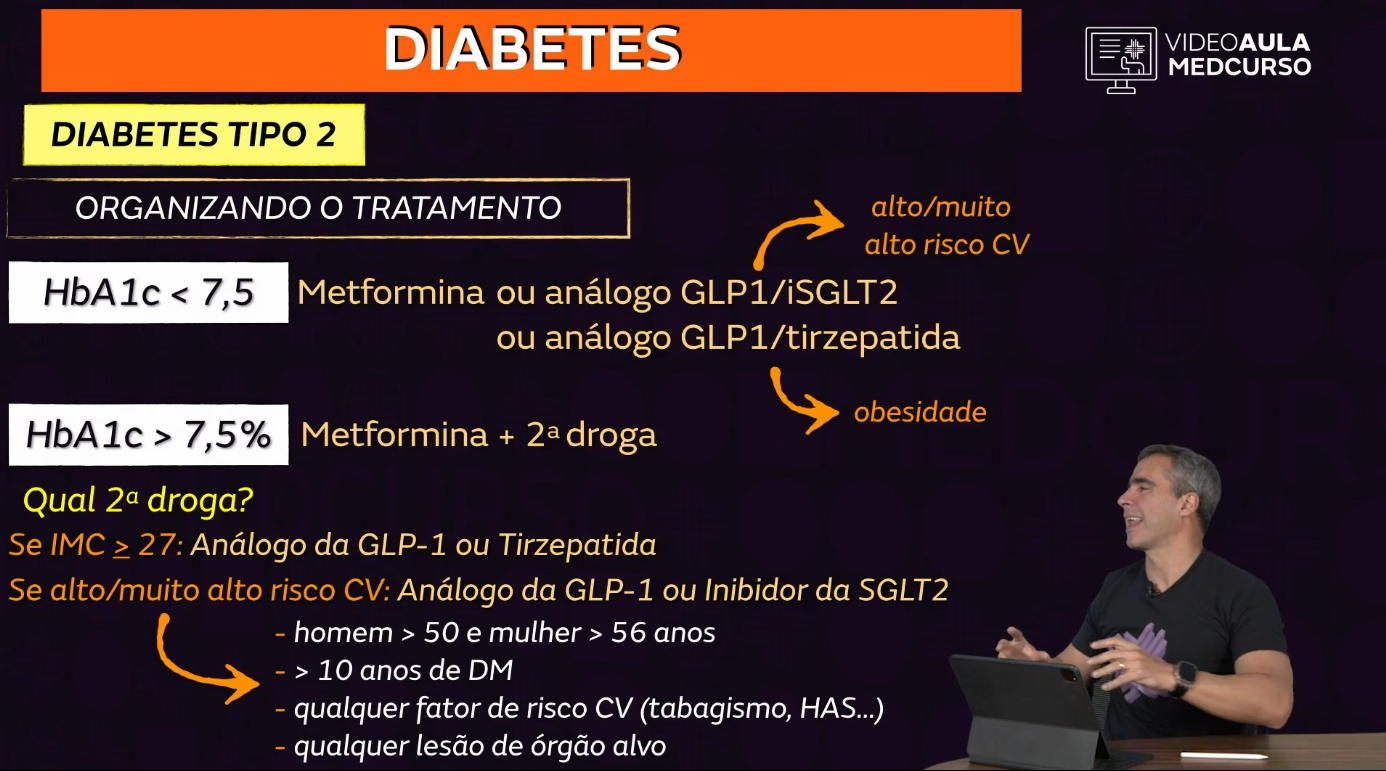 DIABETES
VIDEOAULA
MEDCURSO
DIABETES TIPO 2
ORGANIZANDO O TRATAMENTO
alto/muito
alto risco CV
HbA1c < 7,5 Metformina ou análogo GLP1/iSGLT2
ou análogo GLP1/tirzepatida
obesidade
HbA1c > 7,5% Metformina + 2ª droga
Qual 2ª droga?
Se IMC ≥ 27: Análogo da GLP-1 ou Tirzepatida
Se alto/muito alto risco CV: Análogo da GLP-1 ou Inibidor da SGLT2
- homem > 50 e mulher > 56 anos
- > 10 anos de DM
- qualquer fator de risco CV (tabagismo, HAS...)
- qualquer lesão de órgão alvo